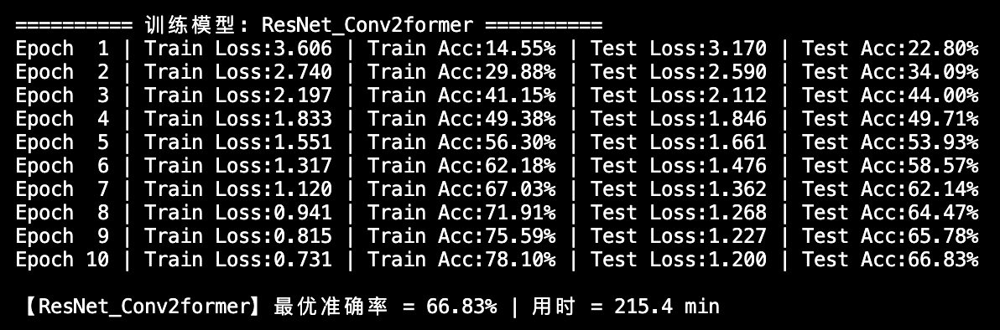 ========== 训练模型: ResNet_Conv2former ==========
Epoch  1 | Train Loss:3.606 | Train Acc:14.55% | Test Loss:3.170 | Test Acc:22.80%
Epoch  2 | Train Loss:2.740 | Train Acc:29.88% | Test Loss:2.590 | Test Acc:34.09%
Epoch  3 | Train Loss:2.197 | Train Acc:41.15% | Test Loss:2.112 | Test Acc:44.00%
Epoch  4 | Train Loss:1.833 | Train Acc:49.38% | Test Loss:1.846 | Test Acc:49.71%
Epoch  5 | Train Loss:1.551 | Train Acc:56.30% | Test Loss:1.661 | Test Acc:53.93%
Epoch  6 | Train Loss:1.317 | Train Acc:62.18% | Test Loss:1.476 | Test Acc:58.57%
Epoch  7 | Train Loss:1.120 | Train Acc:67.03% | Test Loss:1.362 | Test Acc:62.14%
Epoch  8 | Train Loss:0.941 | Train Acc:71.91% | Test Loss:1.268 | Test Acc:64.47%
Epoch  9 | Train Loss:0.815 | Train Acc:75.59% | Test Loss:1.227 | Test Acc:65.78%
Epoch 10 | Train Loss:0.731 | Train Acc:78.10% | Test Loss:1.200 | Test Acc:66.83%
【ResNet_Conv2former】最优准确率 = 66.83% | 用时 = 215.4 min